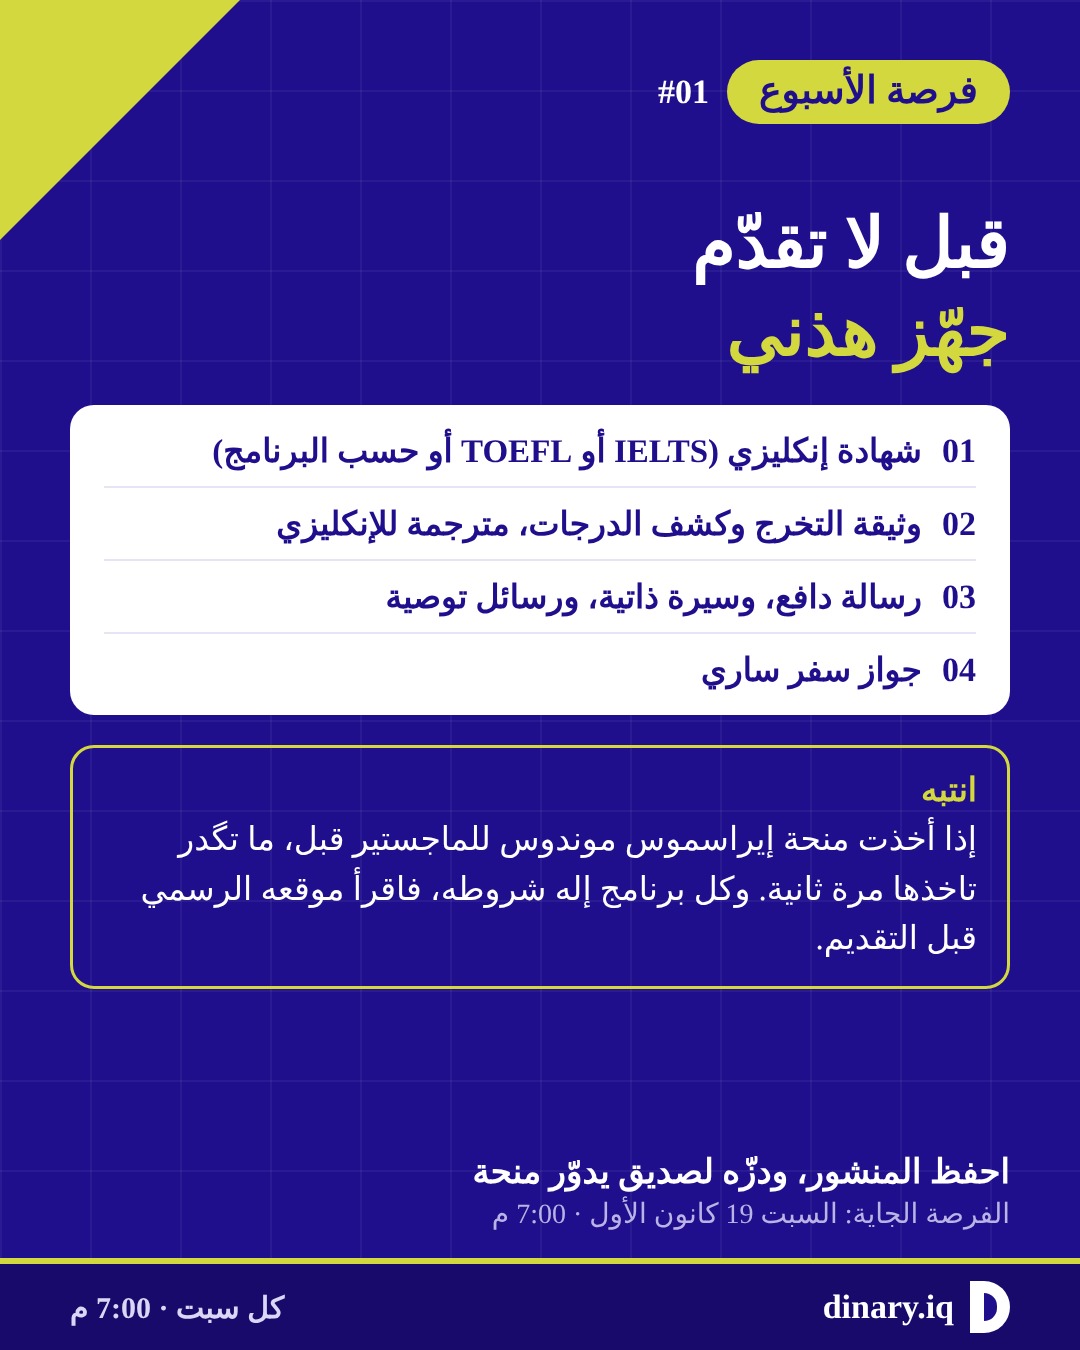 فرصة الأسبوع #01
قبل لا تقدّم
جهّز هذني
01 شهادة إنكليزي (IELTS أو TOEFL أو حسب البرنامج)
02 وثيقة التخرج وكشف الدرجات، مترجمة للإنكليزي
03 رسالة دافع، وسيرة ذاتية، ورسائل توصية
04 جواز سفر ساري
انتبه
إذا أخذت منحة إيراسموس موندوس للماجستير قبل، ما تگدر
تاخذها مرة ثانية. وكل برنامج إله شروطه، فاقرأ موقعه الرسمي
قبل التقديم.
احفظ المنشور، ودزّه لصديق يدوّر منحة
الفرصة الجاية: السبت 19 كانون الأول · 7:00 م
dinary.iq
كل سبت · 7:00 م